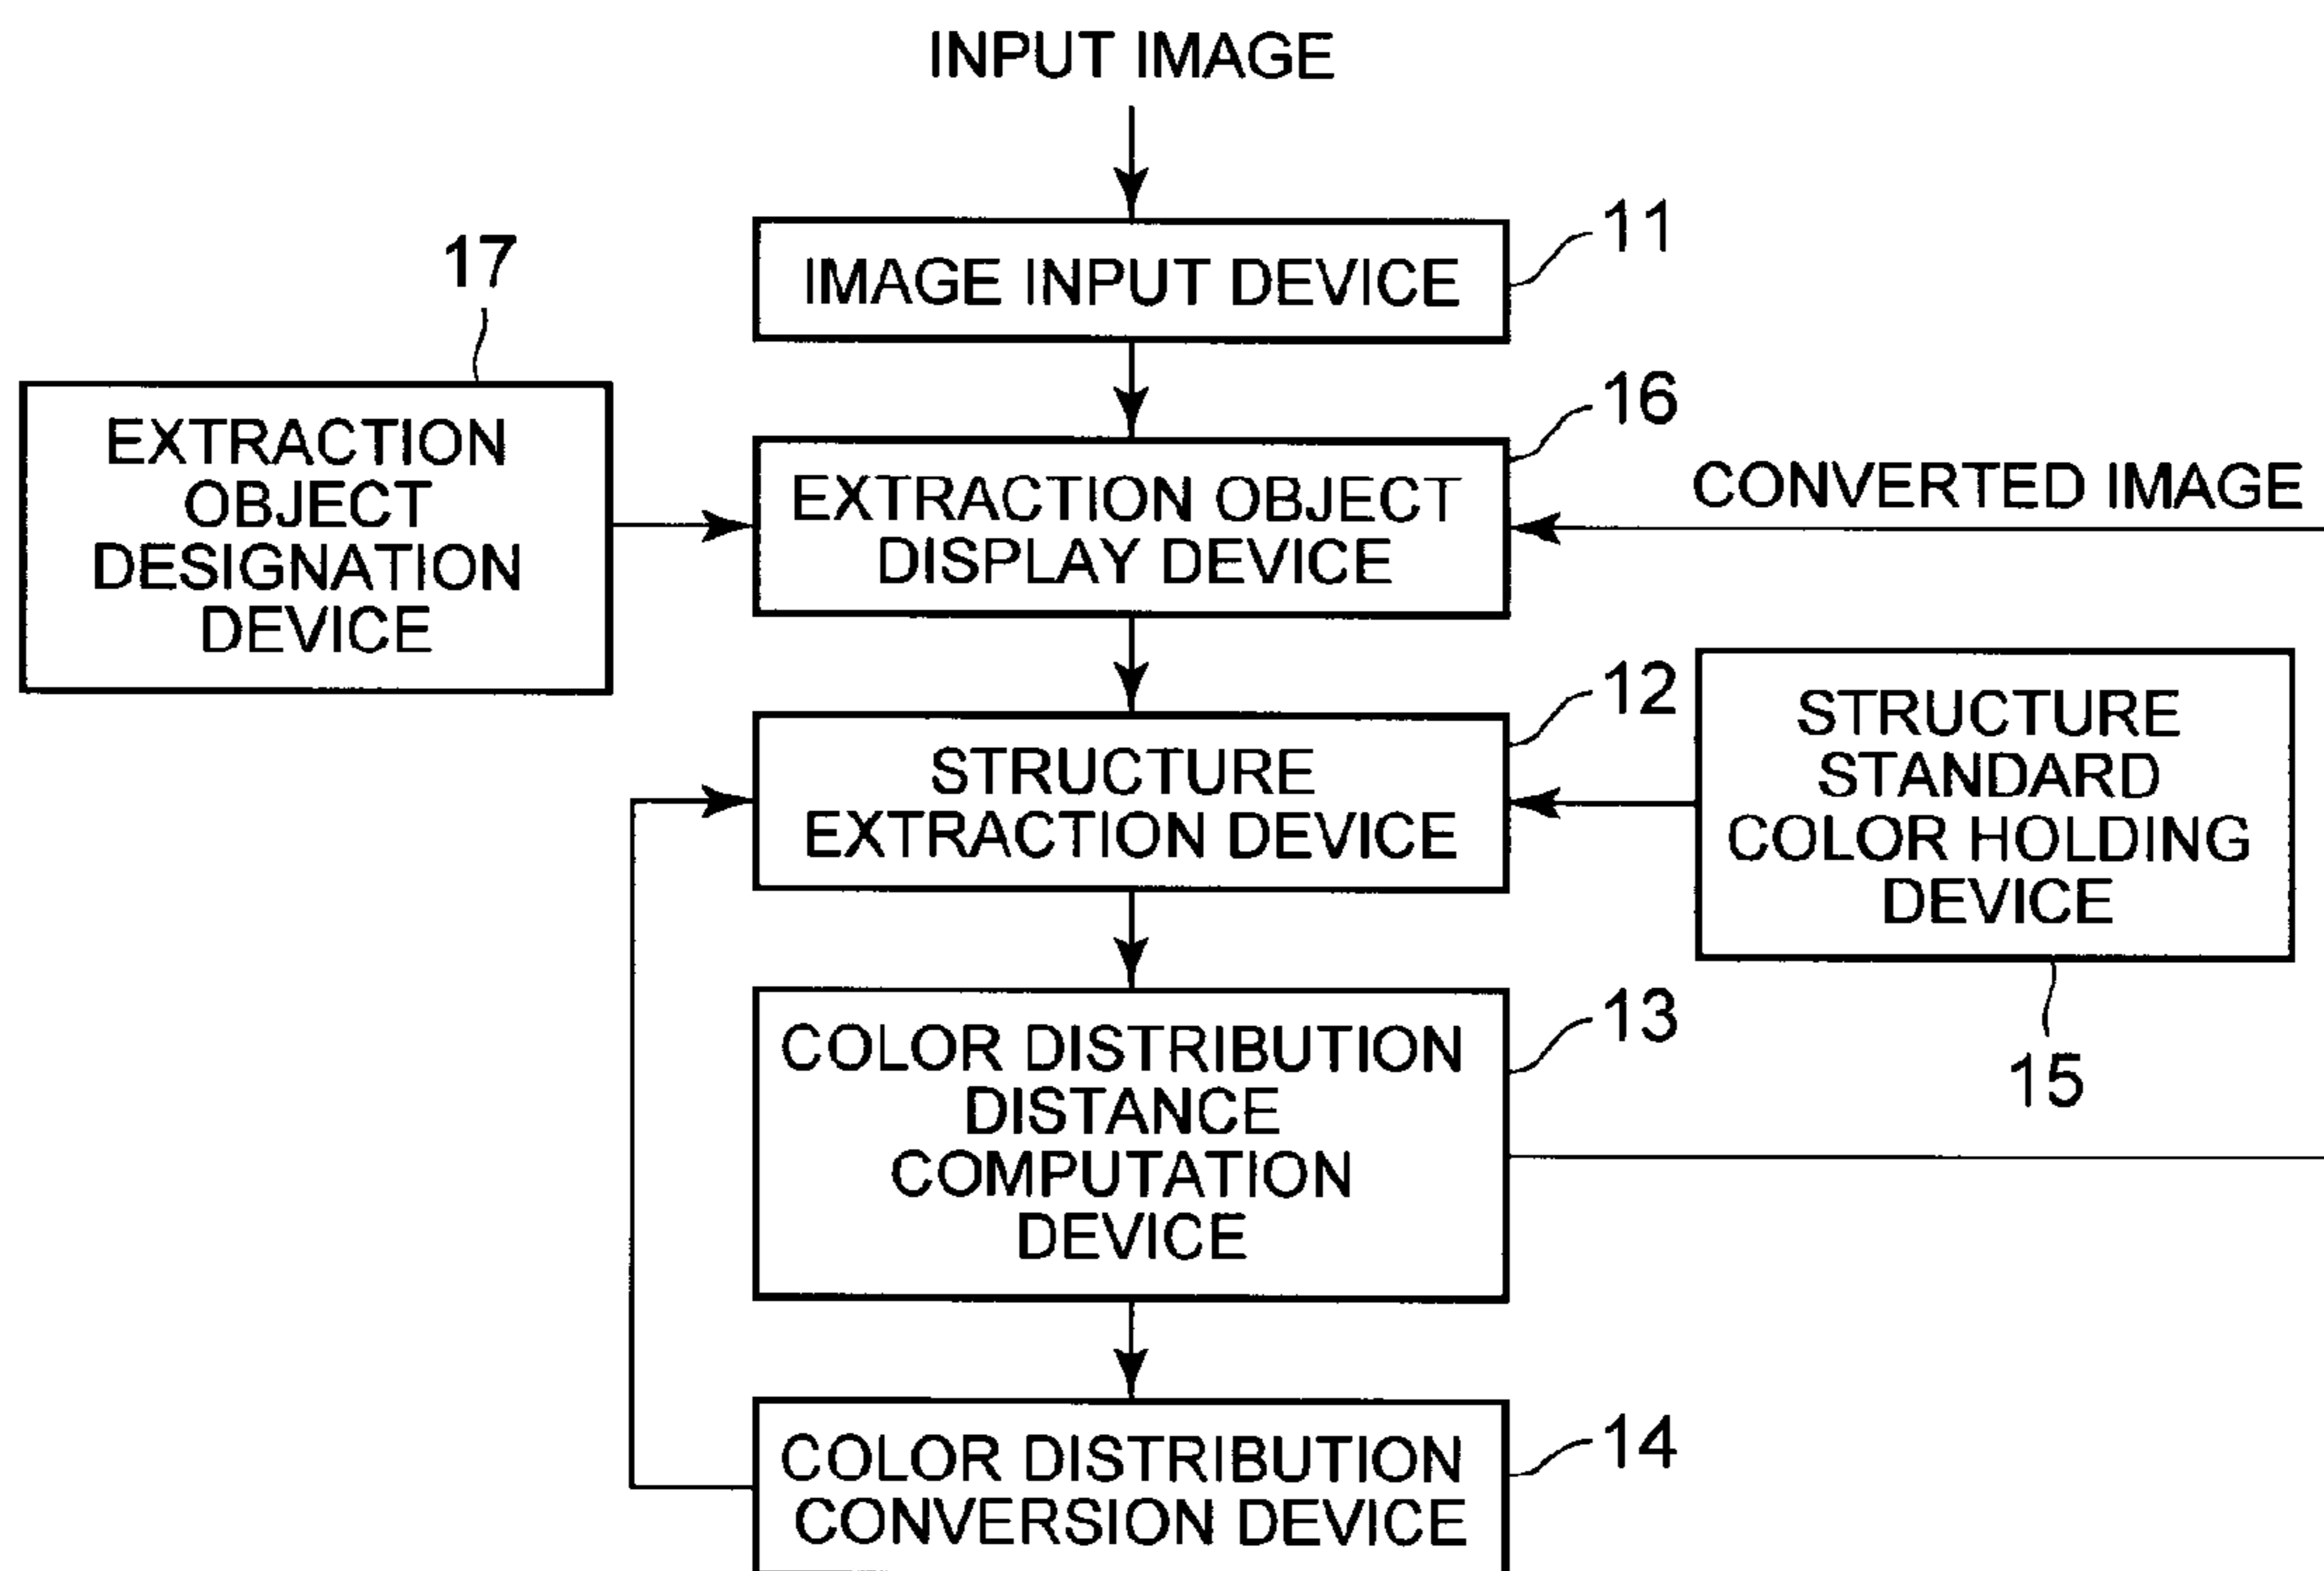 INPUT IMAGE
11
IMAGE INPUT DEVICE
17
EXTRACTION
OBJECT
DESIGNATION
DEVICE
16
EXTRACTION OBJECT
DISPLAY DEVICE
CONVERTED IMAGE
12
STRUCTURE
EXTRACTION DEVICE
STRUCTURE
STANDARD
COLOR HOLDING
DEVICE
15
13
COLOR DISTRIBUTION
DISTANCE
COMPUTATION
DEVICE
14
COLOR DISTRIBUTION
CONVERSION DEVICE